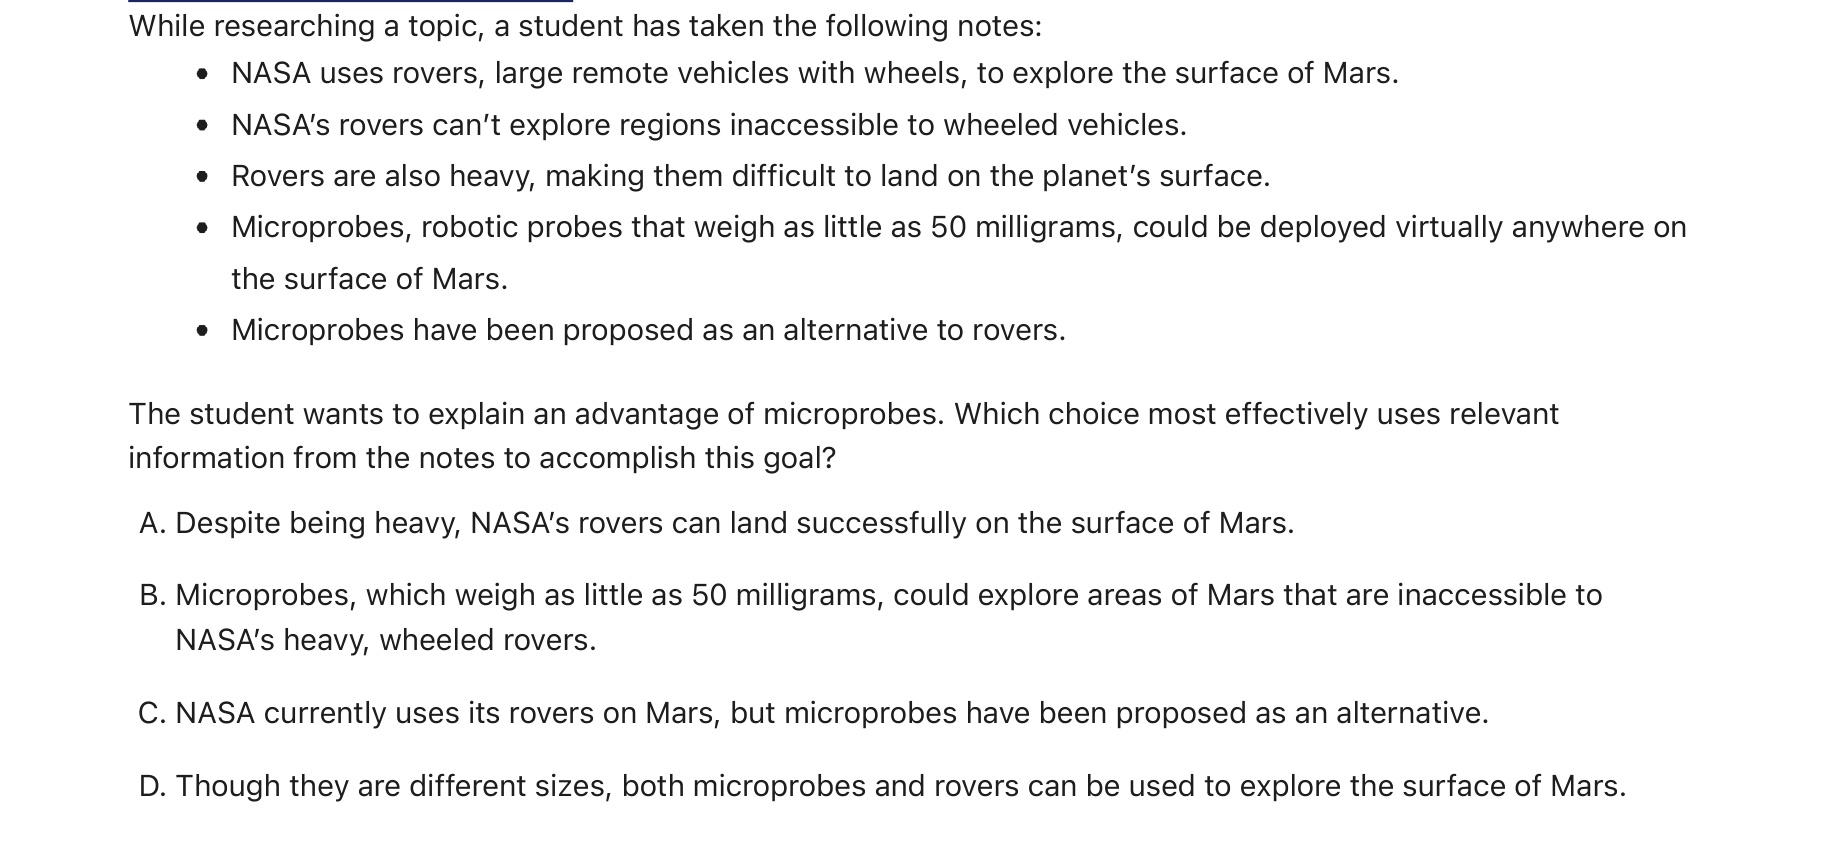 While researching a topic, a student has taken the following notes:
• NASA uses rovers, large remote vehicles with wheels, to explore the surface of Mars.
• NASA’s rovers can’t explore regions inaccessible to wheeled vehicles.
• Rovers are also heavy, making them difficult to land on the planet’s surface.
• Microprobes, robotic probes that weigh as little as 50 milligrams, could be deployed virtually anywhere on
the surface of Mars.
• Microprobes have been proposed as an alternative to rovers.
The student wants to explain an advantage of microprobes. Which choice most effectively uses relevant
information from the notes to accomplish this goal?
A. Despite being heavy, NASA’s rovers can land successfully on the surface of Mars.
B. Microprobes, which weigh as little as 50 milligrams, could explore areas of Mars that are inaccessible to
NASA’s heavy, wheeled rovers.
C. NASA currently uses its rovers on Mars, but microprobes have been proposed as an alternative.
D. Though they are different sizes, both microprobes and rovers can be used to explore the surface of Mars.